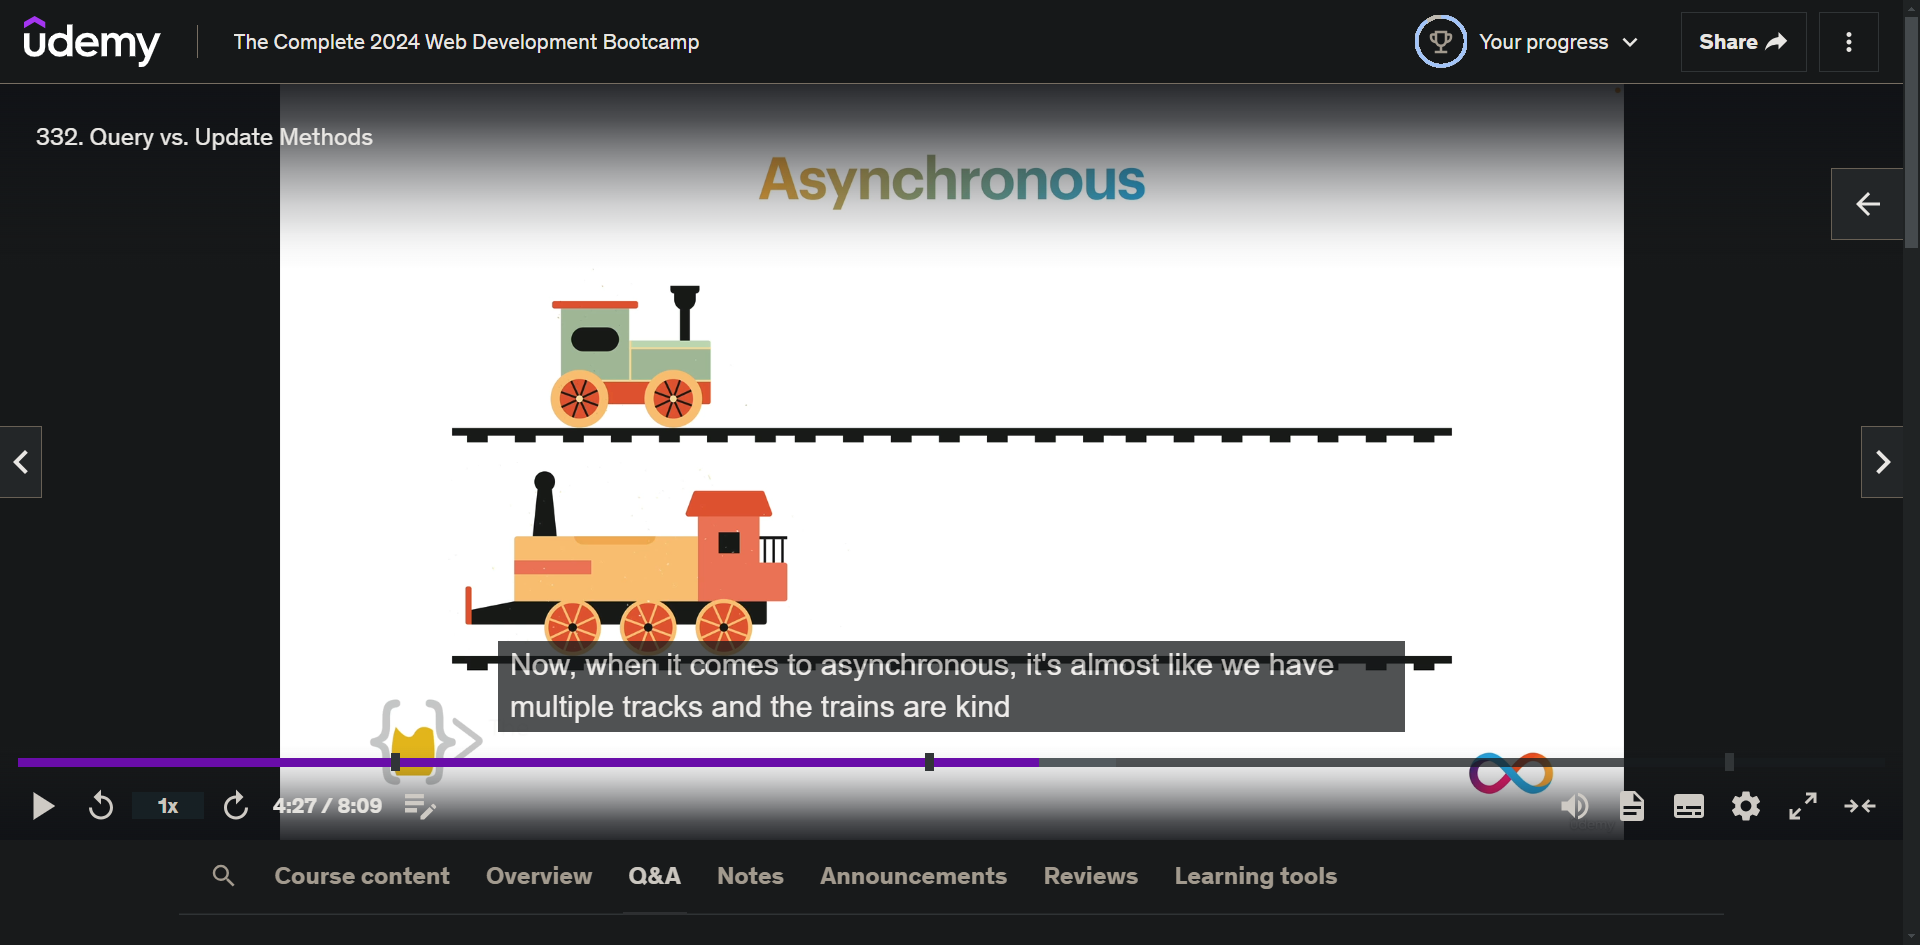 udemy
The Complete 2024 Web Development Bootcamp
Your progress
Share
332. Query vs. Update Methods
Asynchronous
Now, when it comes to asynchronous, it's almost like we have
multiple tracks and the trains are kind
1x
4:27 / 8:09
Course content
Overview
Q&A
Notes
Announcements
Reviews
Learning tools